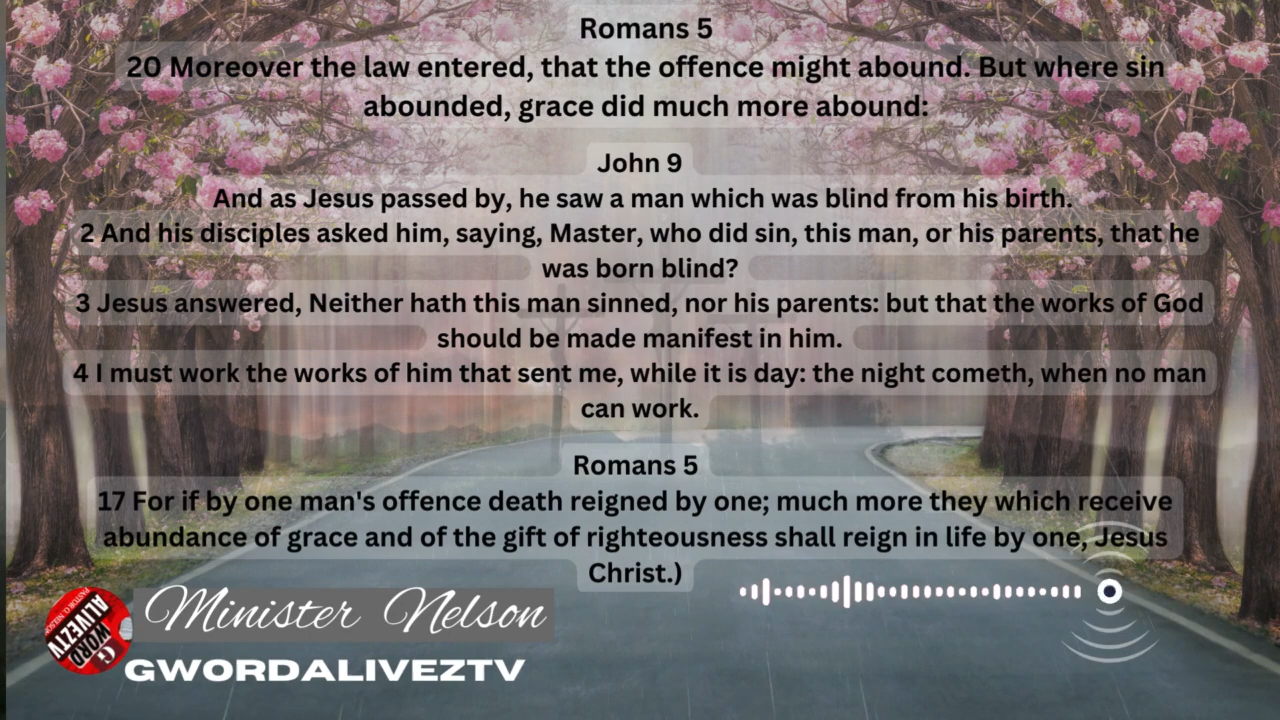 Romans 5
20 Moreover the law entered, that the offence might abound. But where sin
abounded, grace did much more abound:
John 9
And as Jesus passed by, he saw a man which was blind from his birth.
2 And his disciples asked him, saying, Master, who did sin, this man, or his parents, that he
was born blind?
3 Jesus answered, Neither hath this man sinned, nor his parents: but that the works of God
should be made manifest in him.
4 I must work the works of him that sent me, while it is day: the night cometh, when no man
can work.
Romans 5
17 For if by one man's offence death reigned by one; much more they which receive
abundance of grace and of the gift of righteousness shall reign in life by one, Jesus
Christ.)
PASTOR O. NELSON
G
WORD
ALIVEZTV
Minister Nelson
GWORDALIVEZTV